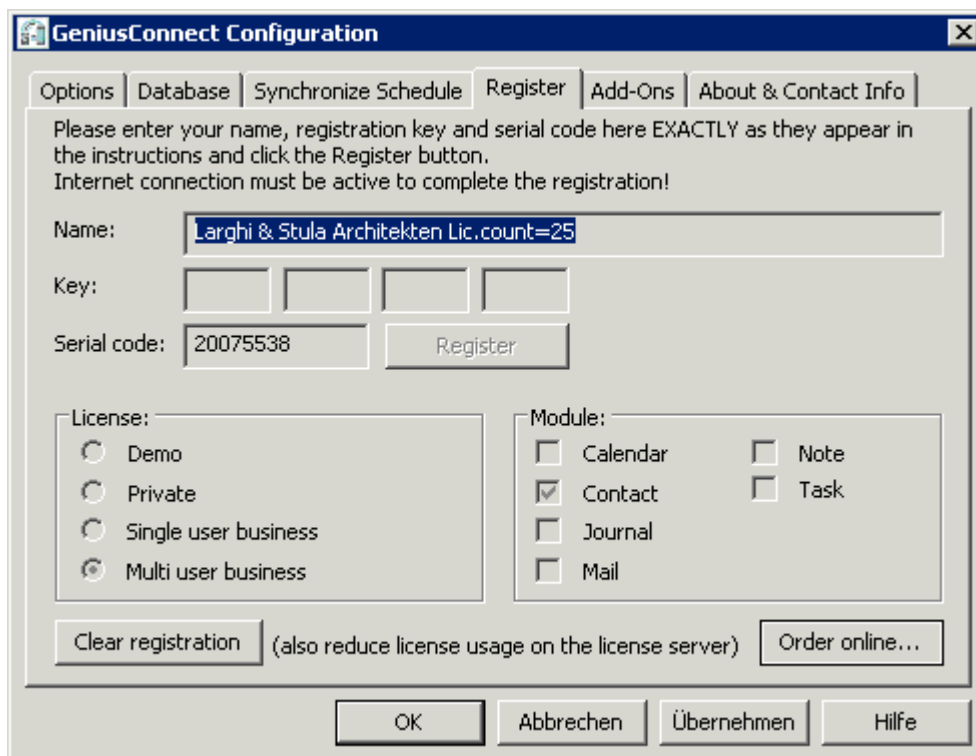 GeniusConnect Configuration
Options Database Synchronize Schedule Register Add-Ons About & Contact Info
Please enter your name, registration key and serial code here EXACTLY as they appear in
the instructions and click the Register button.
Internet connection must be active to complete the registration!
Name: Larghi & Stula Architekten Lic.count=25
Key:
Serial code: 20075538 Register
License: Module:
Demo Calendar Note
Private Contact Task
Single user business Journal
Multi user business Mail
Clear registration (also reduce license usage on the license server) Order online...
OK Abbrechen Übernehmen Hilfe